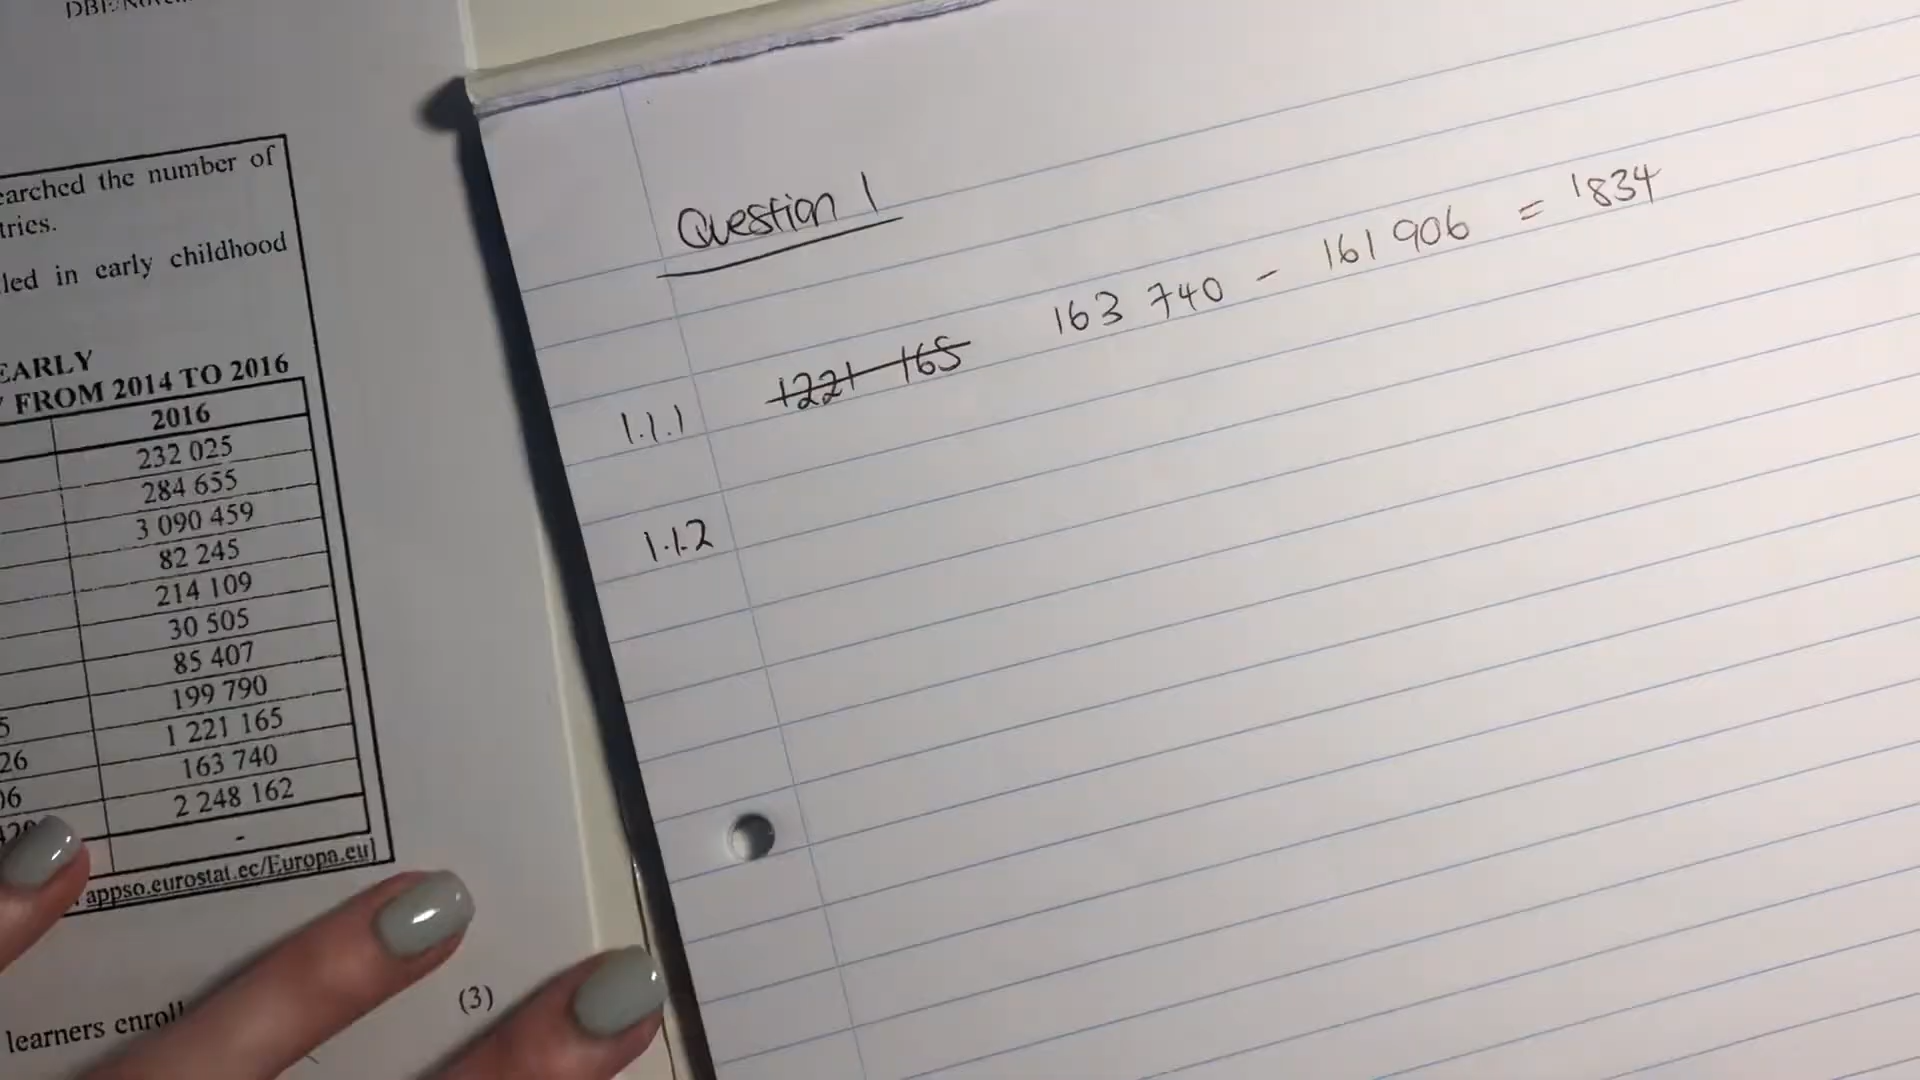 earched the number of
tries.
led in early childhood
EARLY
FROM 2014 TO 2016
2016
232 025
284 655
3 090 459
82 245
214 109
30 505
85 407
199 790
5 1 221 165
26 163 740
06 2 248 162
-
appso.eurostat.ec/Europa.eu]
(3)
learners enroll
Question 1
1.1.1 1221 165 163 740 - 161 906 = 1834
1.1.2